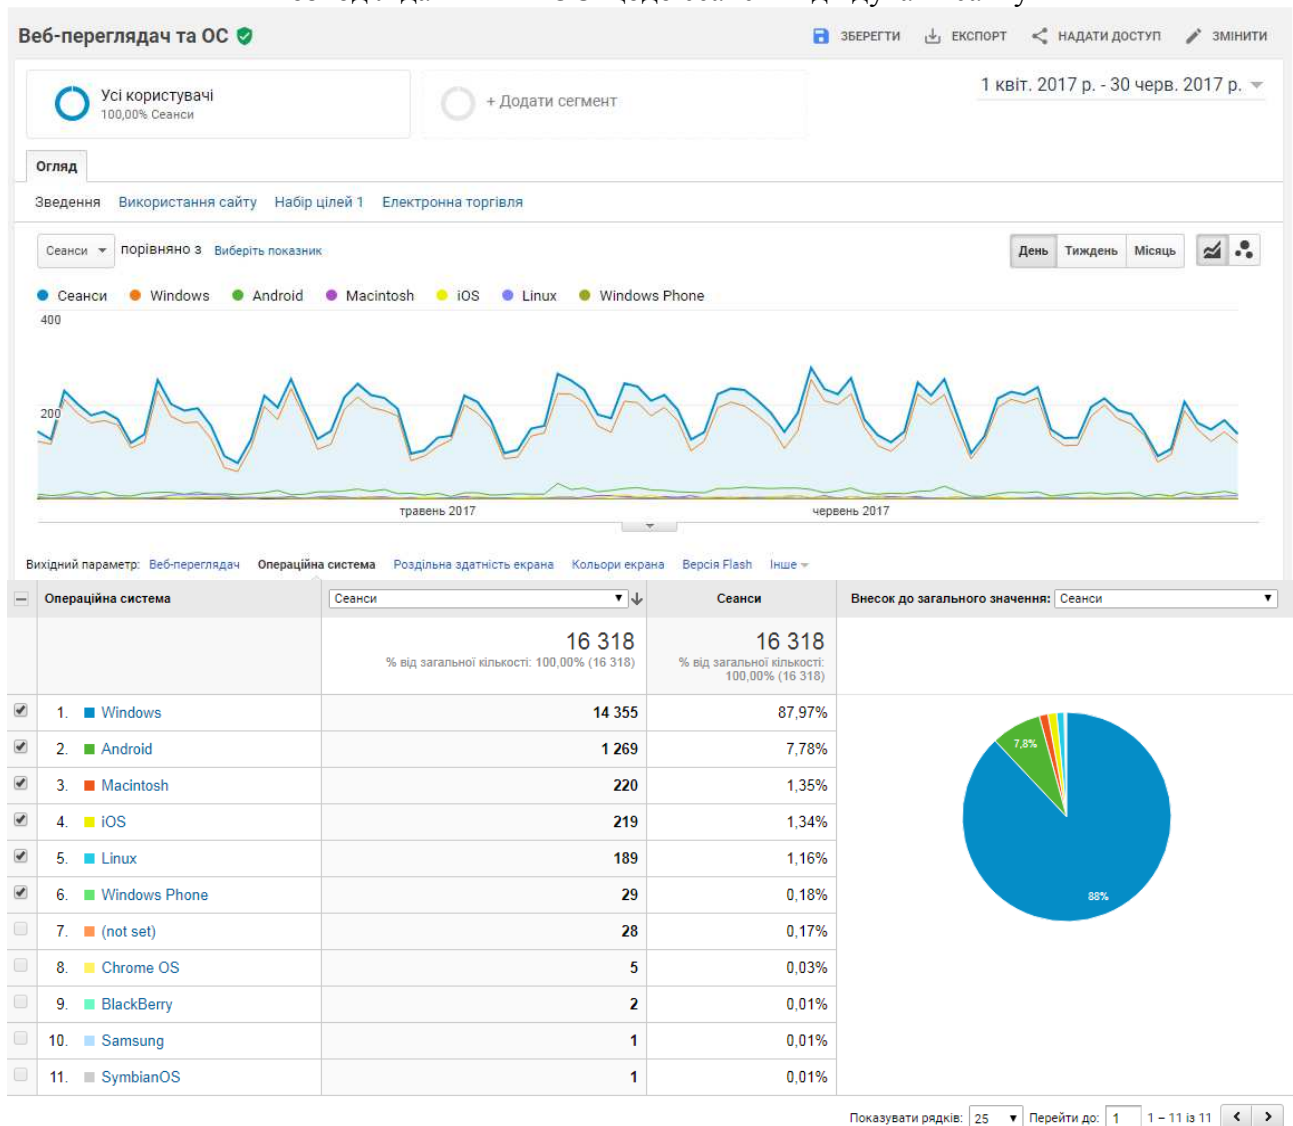 Веб-переглядач та ОС
ЗБЕРЕГТИ ЕКСПОРТ НАДАТИ ДОСТУП ЗМІНИТИ
Усі користувачі
100,00% Сеанси
+ Додати сегмент
1 квіт. 2017 р. - 30 черв. 2017 р.
Огляд
Зведення Використання сайту Набір цілей 1 Електронна торгівля
Сеанси порівняно з Виберіть показник
День Тиждень Місяць
Сеанси Windows Android Macintosh iOS Linux Windows Phone
400
200
травень 2017 червень 2017
Вихідний параметр: Веб-переглядач Операційна система Роздільна здатність екрана Кольори екрана Версія Flash Інше
Операційна система Сеанси Сеанси Внесок до загального значення: Сеанси
16 318 16 318
% від загальної кількості: 100,00% (16 318) % від загальної кількості:
100,00% (16 318)
1. Windows 14 355 87,97%
2. Android 1 269 7,78%
3. Macintosh 220 1,35%
4. iOS 219 1,34%
5. Linux 189 1,16%
6. Windows Phone 29 0,18%
7. (not set) 28 0,17%
8. Chrome OS 5 0,03%
9. BlackBerry 2 0,01%
10. Samsung 1 0,01%
11. SymbianOS 1 0,01%
7,8%
88%
Показувати рядків: 25 Перейти до: 1 1 – 11 із 11